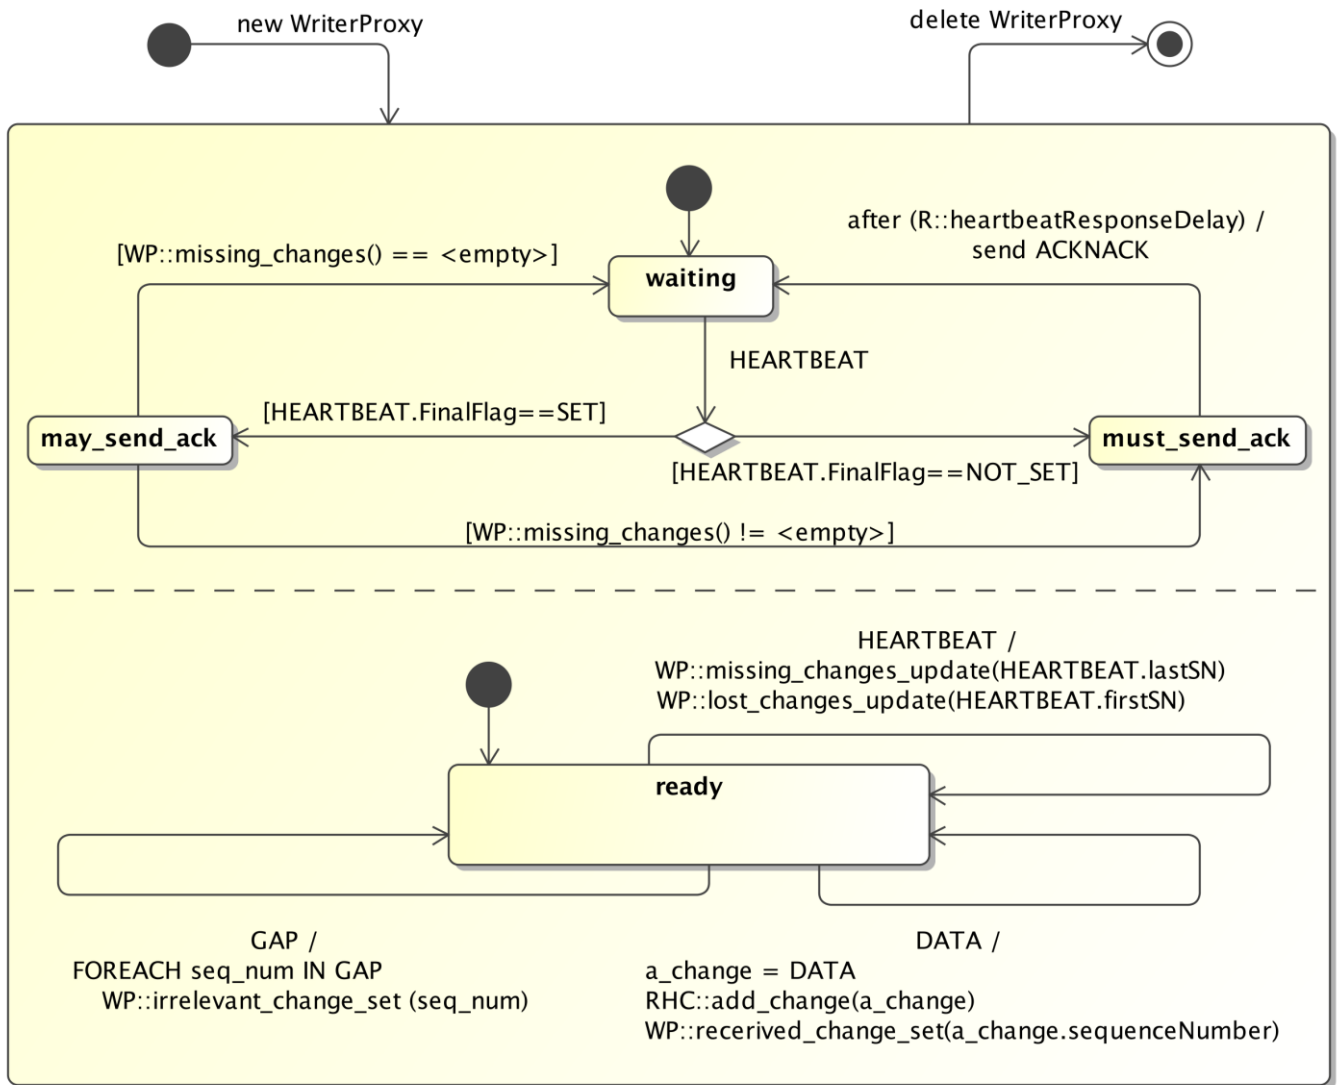 new WriterProxy
delete WriterProxy
after (R::heartbeatResponseDelay) /
send ACKNACK
[WP::missing_changes() == <empty>]
waiting
HEARTBEAT
[HEARTBEAT.FinalFlag==SET]
may_send_ack
must_send_ack
[HEARTBEAT.FinalFlag==NOT_SET]
[WP::missing_changes() != <empty>]
HEARTBEAT /
WP::missing_changes_update(HEARTBEAT.lastSN)
WP::lost_changes_update(HEARTBEAT.firstSN)
ready
GAP /
FOREACH seq_num IN GAP
WP::irrelevant_change_set (seq_num)
DATA /
a_change = DATA
RHC::add_change(a_change)
WP::recerived_change_set(a_change.sequenceNumber)